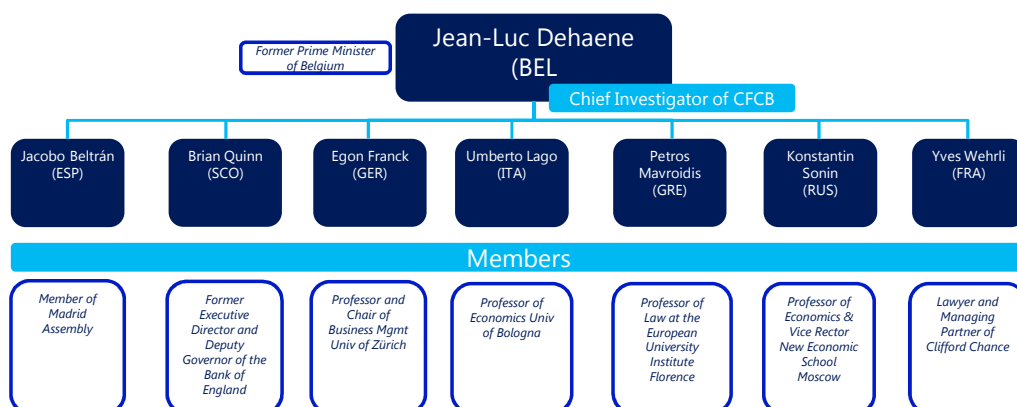 Jean-Luc Dehaene
(BEL
Former Prime Minister
of Belgium
Chief Investigator of CFCB
Jacobo Beltrán
(ESP)
Brian Quinn
(SCO)
Egon Franck
(GER)
Umberto Lago
(ITA)
Petros
Mavroidis
(GRE)
Konstantin
Sonin
(RUS)
Yves Wehrli
(FRA)
Members
Member of
Madrid
Assembly
Former
Executive
Director and
Deputy
Governor of the
Bank of
England
Professor and
Chair of
Business Mgmt
Univ of Zürich
Professor of
Economics Univ
of Bologna
Professor of
Law at the
European
University
Institute
Florence
Professor of
Economics &
Vice Rector
New Economic
School
Moscow
Lawyer and
Managing
Partner of
Clifford Chance